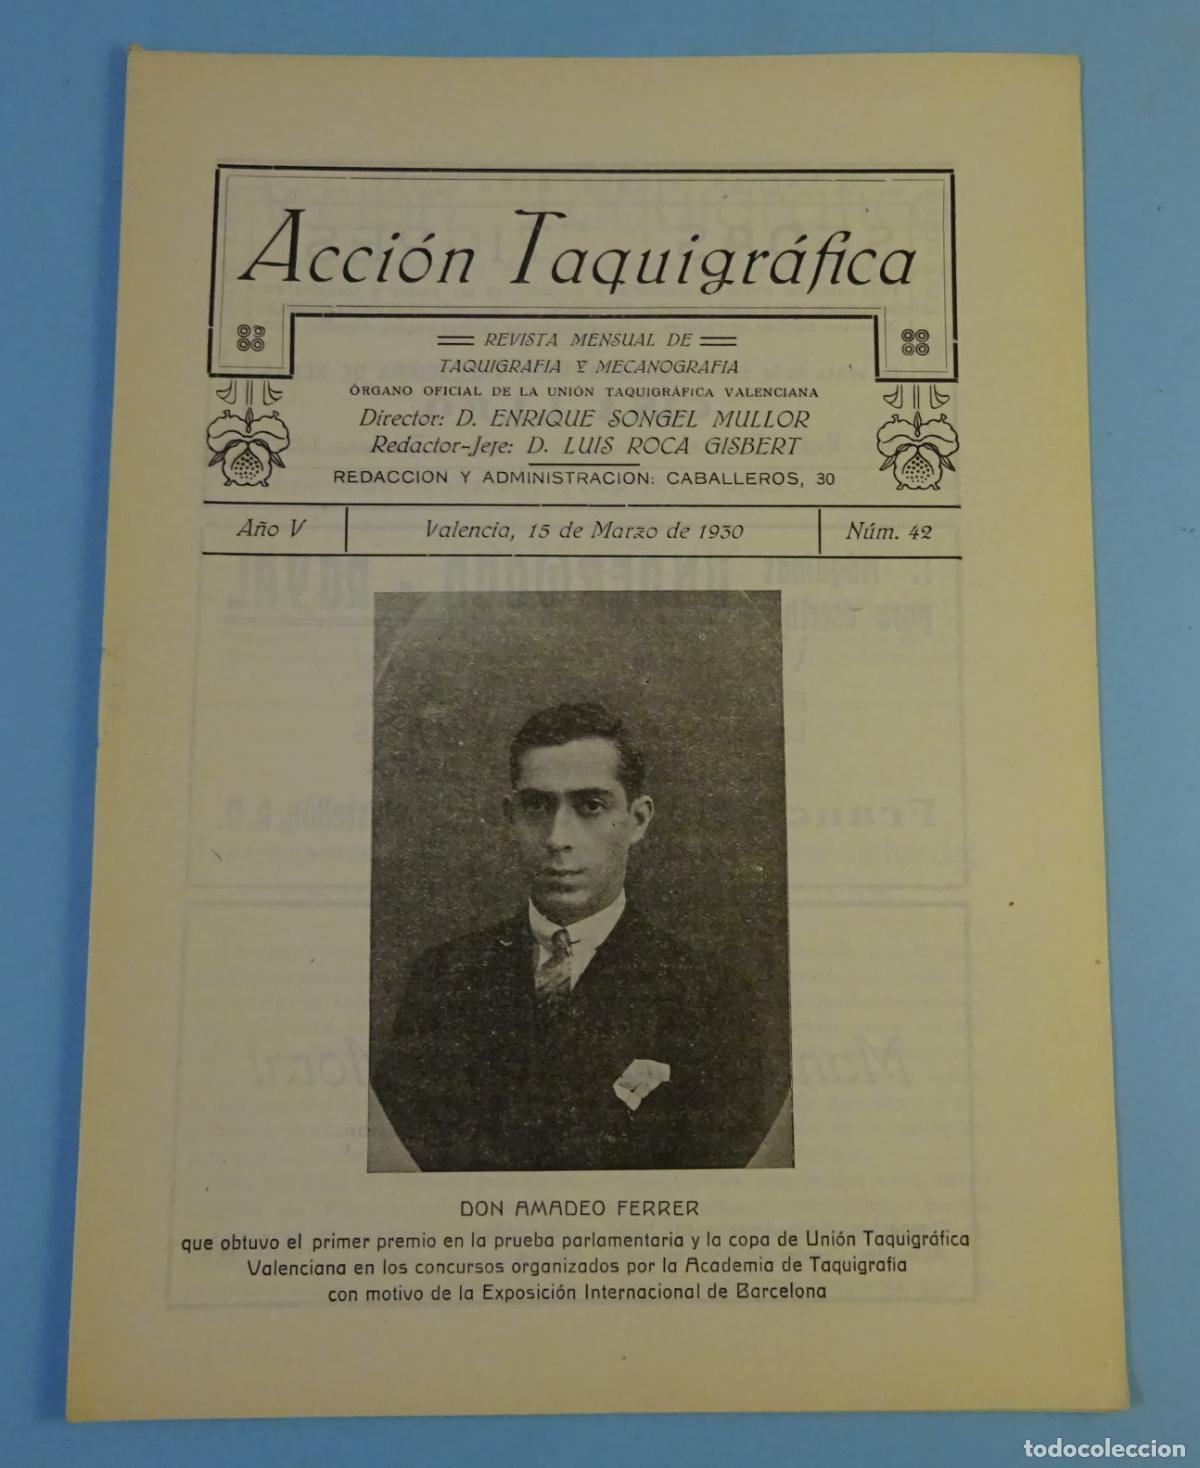 Acción Taquigráfica
REVISTA MENSUAL DE
TAQUIGRAFIA Y MECANOGRAFIA
ÓRGANO OFICIAL DE LA UNIÓN TAQUIGRÁFICA VALENCIANA
Director: D. ENRIQUE SONGEL MULLOR
Redactor-Jefe: D. LUIS ROCA GISBERT
REDACCION Y ADMINISTRACION: CABALLEROS, 30
Año V Valencia, 15 de Marzo de 1930 Núm. 42
DON AMADEO FERRER
que obtuvo el primer premio en la prueba parlamentaria y la copa de Unión Taquigráfica
Valenciana en los concursos organizados por la Academia de Taquigrafía
con motivo de la Exposición Internacional de Barcelona
todocoleccion